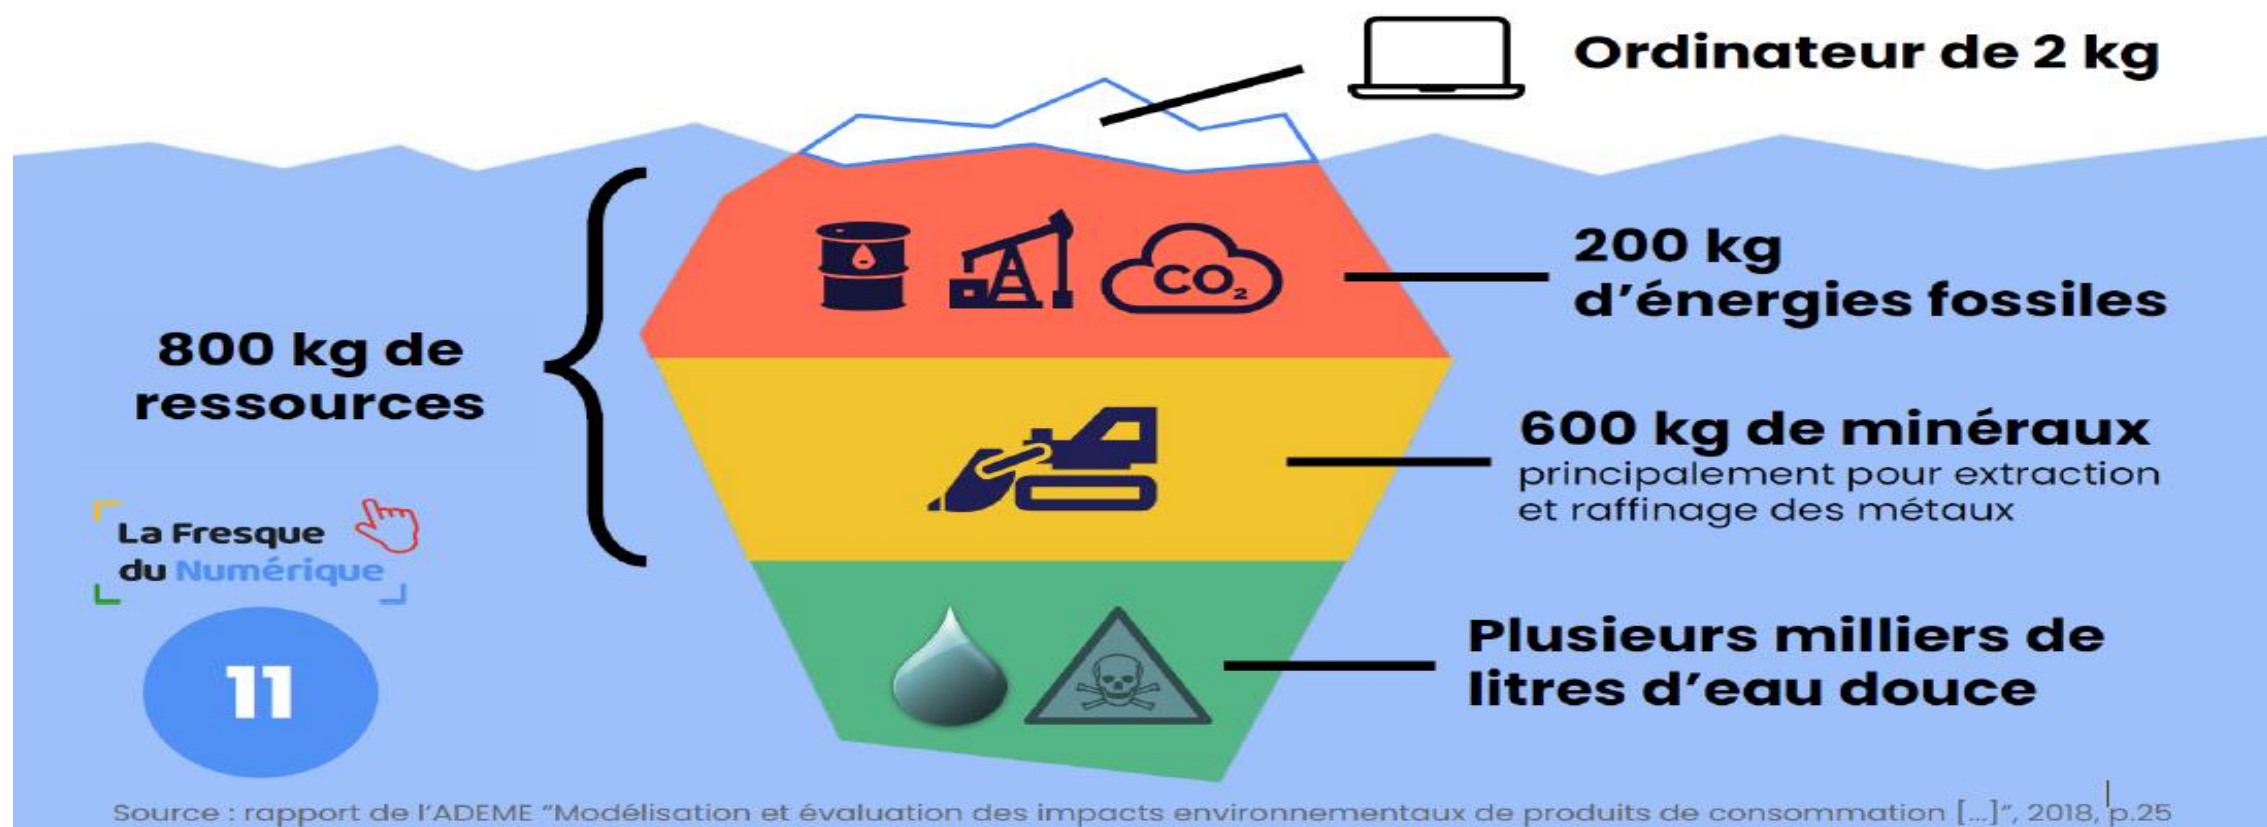 Ordinateur de 2 kg
CO₂
200 kg
d'énergies fossiles
800 kg de
ressources
600 kg de minéraux
principalement pour extraction
et raffinage des métaux
La Fresque
du Numérique
11
Plusieurs milliers de
litres d'eau douce
Source : rapport de l'ADEME “Modélisation et évaluation des impacts environnementaux de produits de consommation [...]”, 2018, p.25